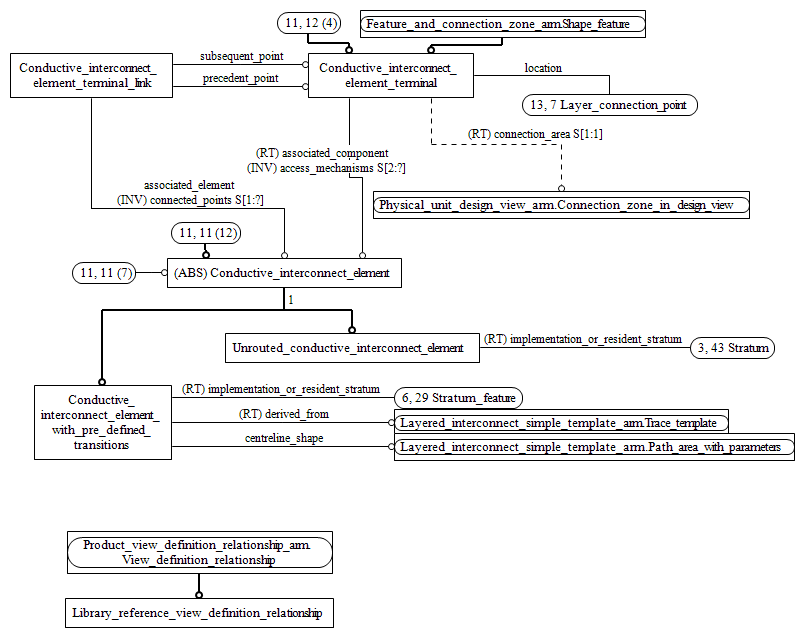 11, 12 (4)
Feature_and_connection_zone_arm.Shape_feature
Conductive_interconnect_
element_terminal_link
subsequent_point
precedent_point
Conductive_interconnect_
element_terminal
location
13, 7 Layer_connection_point
(RT) connection_area S[1:1]
(RT) associated_component
(INV) access_mechanisms S[2:?]
associated_element
(INV) connected_points S[1:?]
Physical_unit_design_view_arm.Connection_zone_in_design_view
11, 11 (12)
11, 11 (7)
(ABS) Conductive_interconnect_element
1
Unrouted_conductive_interconnect_element
(RT) implementation_or_resident_stratum
3, 43 Stratum
Conductive_
interconnect_element_
with_pre_defined_
transitions
(RT) implementation_or_resident_stratum
6, 29 Stratum_feature
(RT) derived_from
Layered_interconnect_simple_template_arm.Trace_template
centreline_shape
Layered_interconnect_simple_template_arm.Path_area_with_parameters
Product_view_definition_relationship_arm.
View_definition_relationship
Library_reference_view_definition_relationship